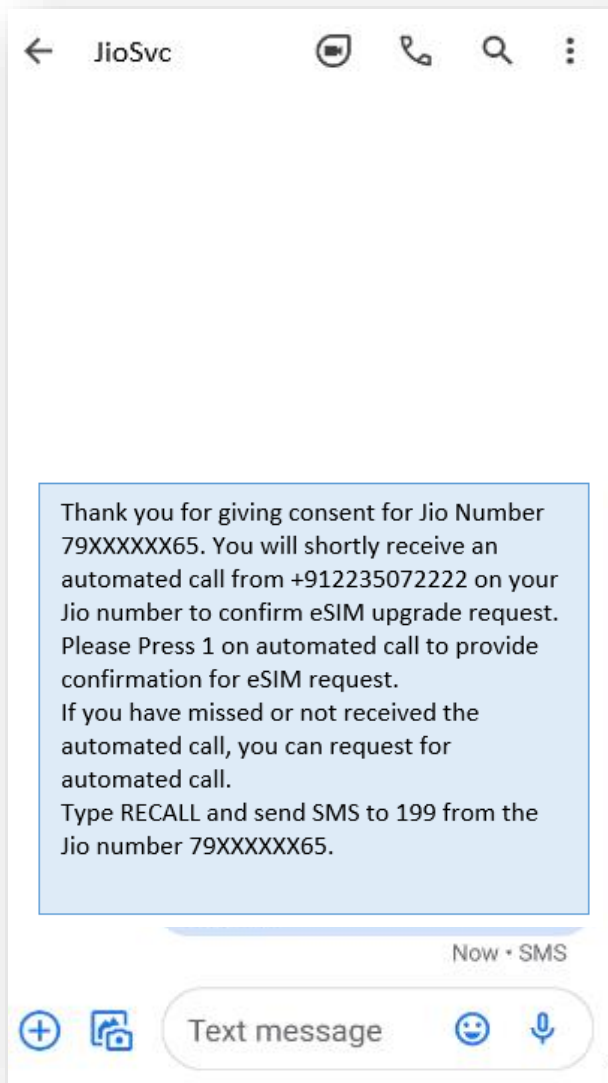 JioSvc
Thank you for giving consent for Jio Number
79XXXXXX65. You will shortly receive an
automated call from +912235072222 on your
Jio number to confirm eSIM upgrade request.
Please Press 1 on automated call to provide
confirmation for eSIM request.
If you have missed or not received the
automated call, you can request for
automated call.
Type RECALL and send SMS to 199 from the
Jio number 79XXXXXX65.
Now • SMS
Text message